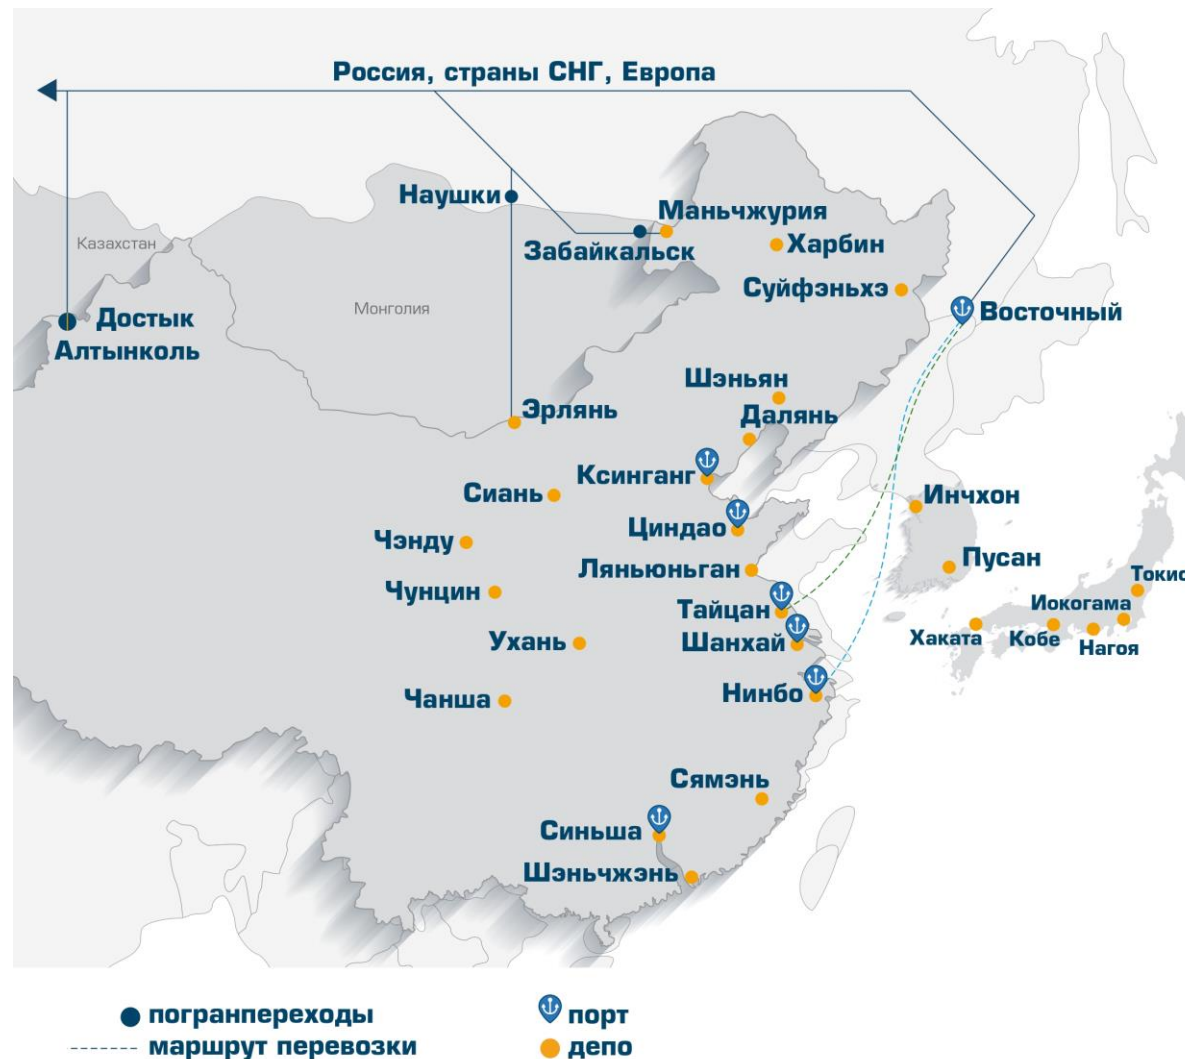 Россия, страны СНГ, Европа
Наушки
Маньчжурия
Забайкальск
Харбин
Казахстан
Суйфэньхэ
Монголия
Восточный
Достык
Алтынколь
Шэньян
Эрлянь
Далянь
Ксинганг
Сиань
Инчхон
Циндао
Чэнду
Пусан
Ляньюньган
Токио
Чунцин
Тайцан
Иокогама
Хаката
Кобе
Нагоя
Ухань
Шанхай
Чанша
Нинбо
Сямэнь
Синьша
Шэньчжэнь
погранпереходы
порт
маршрут перевозки
депо